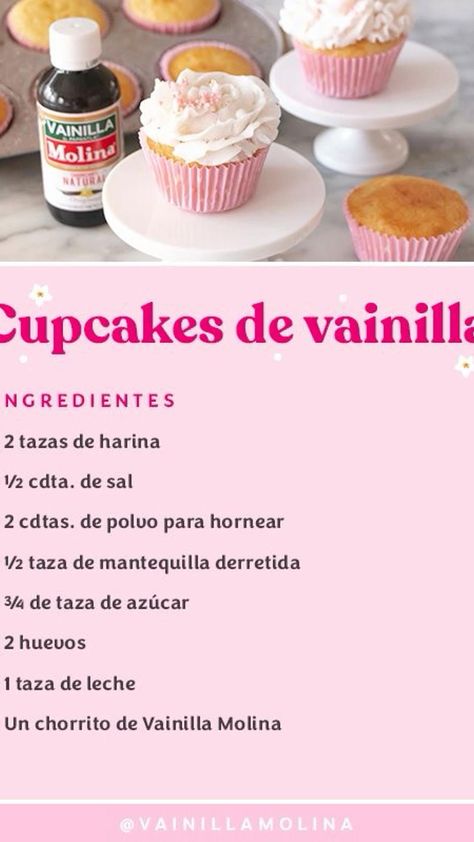 VAINILLA
Molina
NATURAL
Cupcakes de vainilla
NGREDIENTES
2 tazas de harina
½ cdta. de sal
2 cdtas. de polvo para hornear
½ taza de mantequilla derretida
¾ de taza de azúcar
2 huevos
1 taza de leche
Un chorrito de Vainilla Molina
@VAINILLAMOLINA